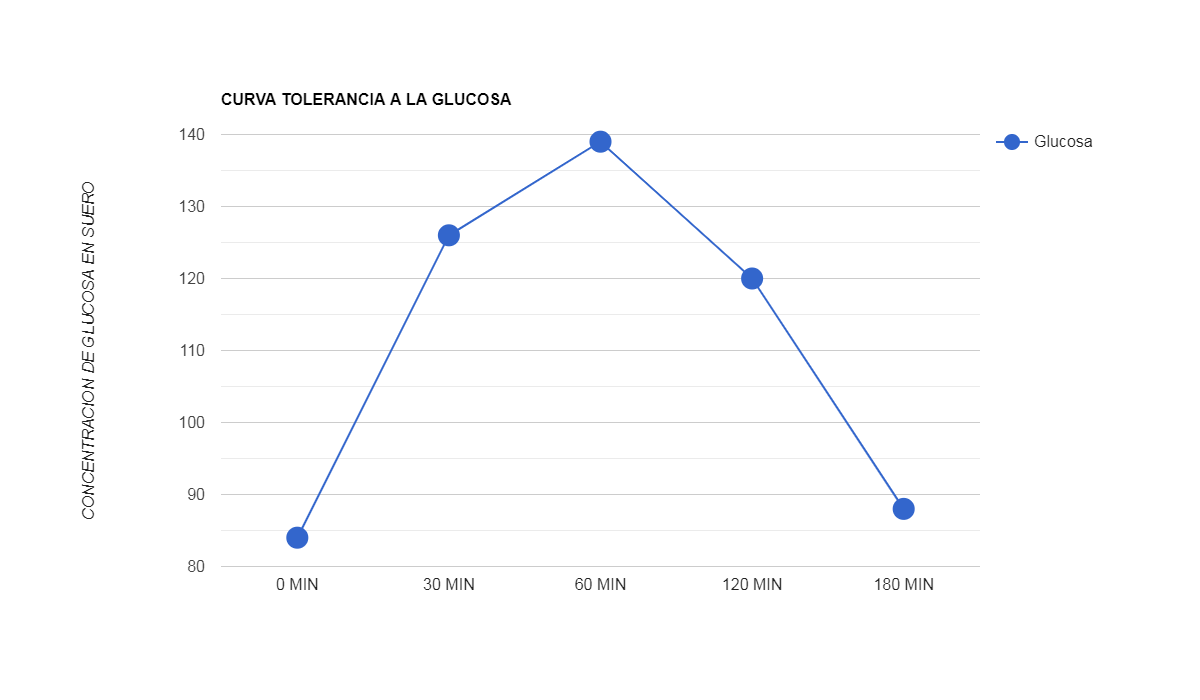 CURVA TOLERANCIA A LA GLUCOSA
CONCENTRACION DE GLUCOSA EN SUERO
140
130
120
110
100
90
80
0 MIN
30 MIN
60 MIN
120 MIN
180 MIN
Glucosa